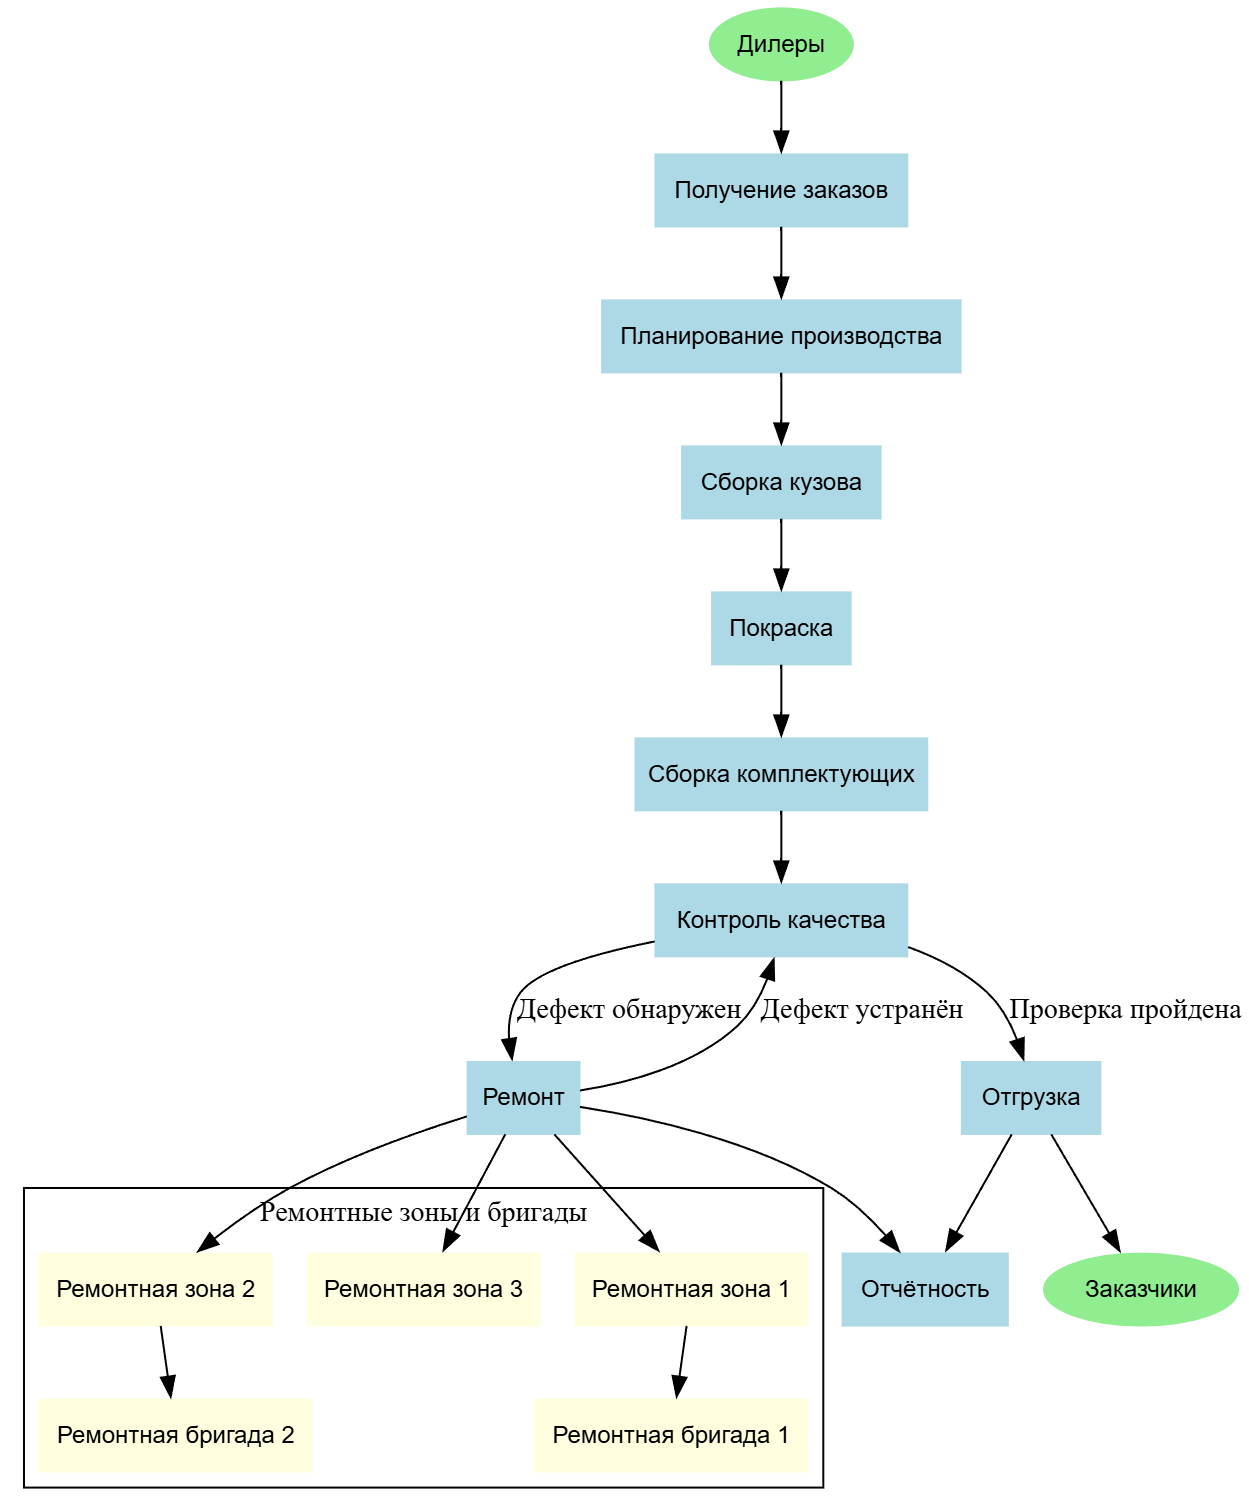 Дилеры
Получение заказов
Планирование производства
Сборка кузова
Покраска
Сборка комплектующих
Контроль качества
Дефект обнаружен
Дефект устранён
Проверка пройдена
Ремонт
Отгрузка
Ремонтные зоны и бригады
Ремонтная зона 2
Ремонтная зона 3
Ремонтная зона 1
Отчётность
Заказчики
Ремонтная бригада 2
Ремонтная бригада 1